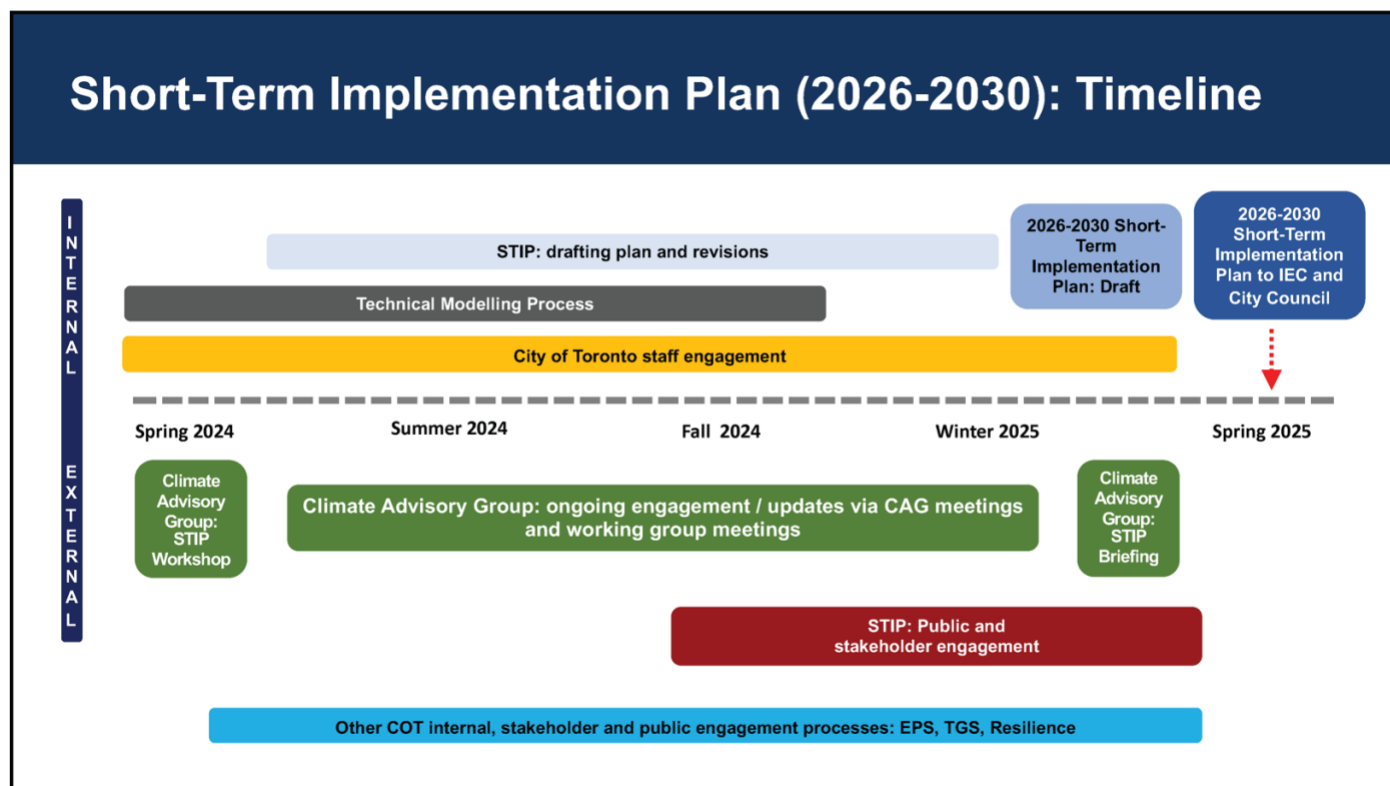 Short-Term Implementation Plan (2026-2030): Timeline
INTERNAL
STIP: drafting plan and revisions
2026-2030 Short-
Term
Implementation
Plan: Draft
2026-2030
Short-Term
Implementation
Plan to IEC and
City Council
Technical Modelling Process
City of Toronto staff engagement
Spring 2024
Summer 2024
Fall 2024
Winter 2025
Spring 2025
EXTERNAL
Climate
Advisory
Group:
STIP
Workshop
Climate Advisory Group: ongoing engagement / updates via CAG meetings
and working group meetings
Climate
Advisory
Group:
STIP
Briefing
STIP: Public and
stakeholder engagement
Other COT internal, stakeholder and public engagement processes: EPS, TGS, Resilience